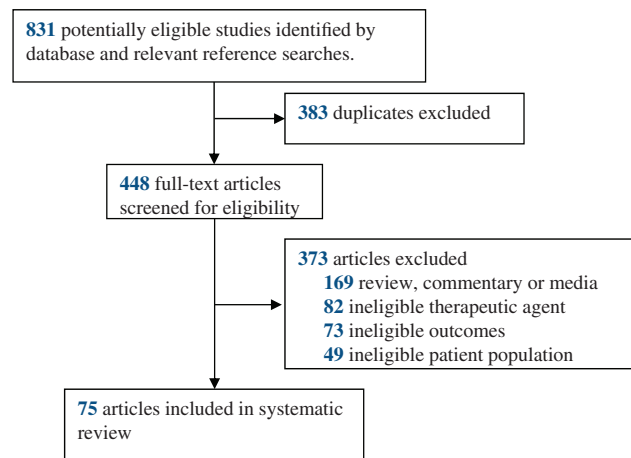 831 potentially eligible studies identified by
database and relevant reference searches.
383 duplicates excluded
448 full-text articles
screened for eligibility
373 articles excluded
169 review, commentary or media
82 ineligible therapeutic agent
73 ineligible outcomes
49 ineligible patient population
75 articles included in systematic
review